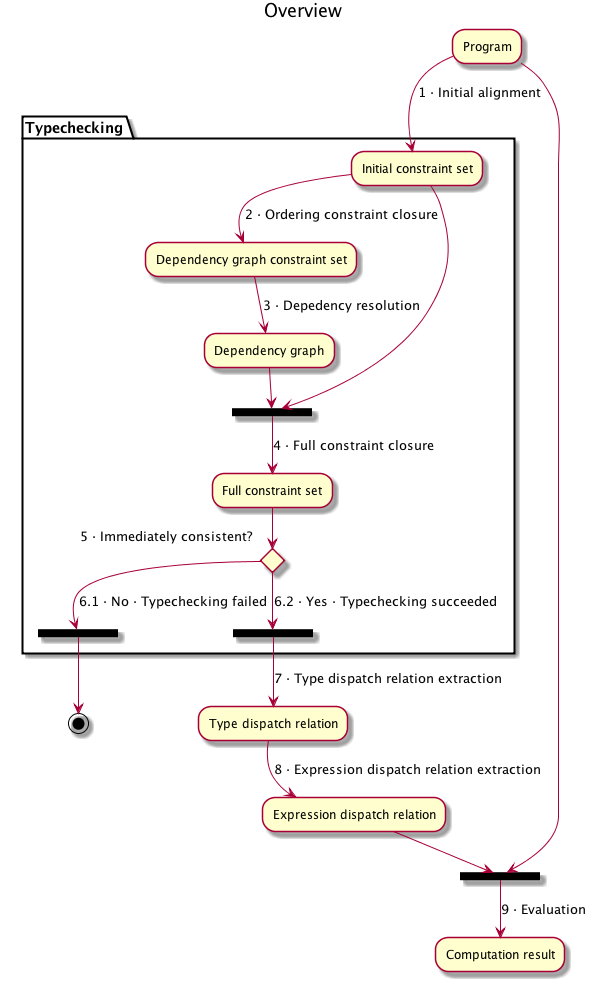 Overview
Program
1 · Initial alignment
Typechecking
Initial constraint set
2 · Ordering constraint closure
Dependency graph constraint set
3 · Depedency resolution
Dependency graph
4 · Full constraint closure
Full constraint set
5 · Immediately consistent?
6.1 · No · Typechecking failed
6.2 · Yes · Typechecking succeeded
7 · Type dispatch relation extraction
Type dispatch relation
8 · Expression dispatch relation extraction
Expression dispatch relation
9 · Evaluation
Computation result